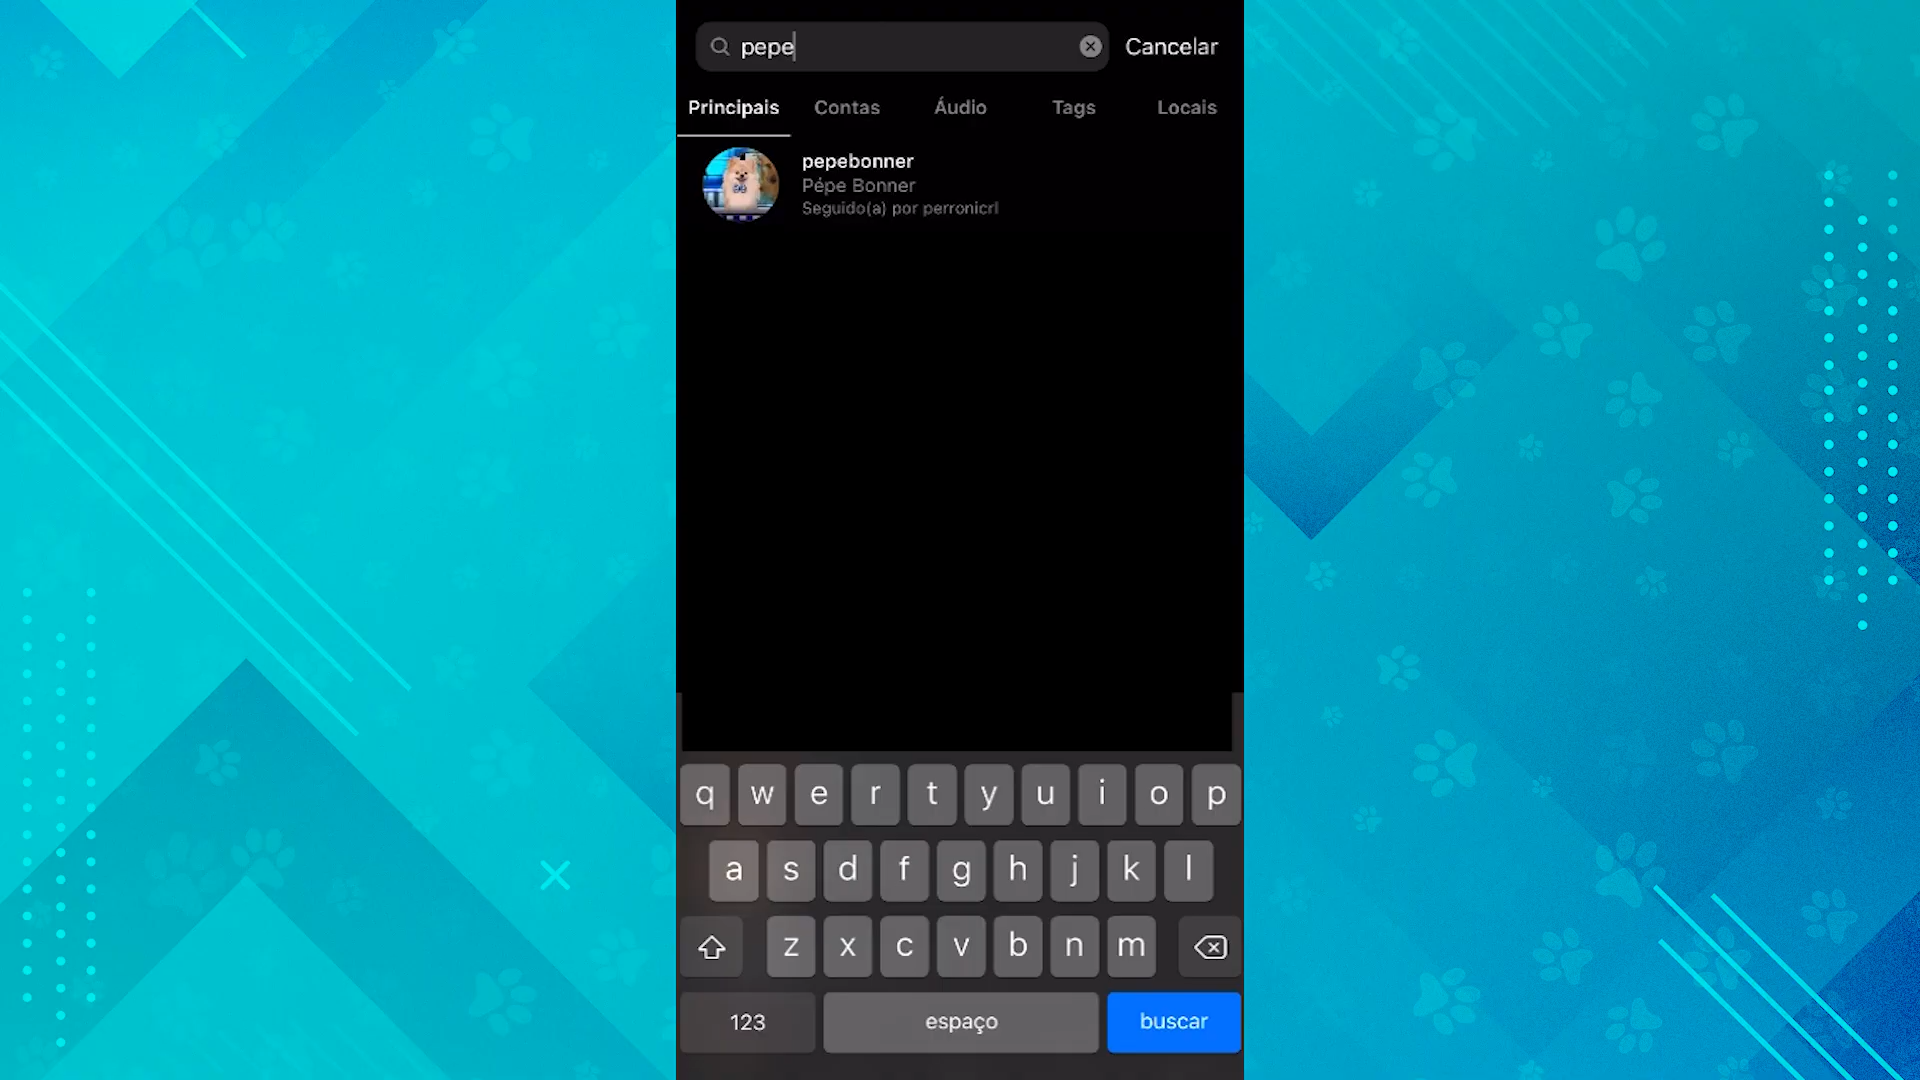 pepe
Cancelar
Principais Contas Áudio Tags Locais
pepebonner
Pépe Bonner
Seguido(a) por perronicrl
q w e r t y u i o p
a s d f g h j k l
z x c v b n m
123 espaço buscar